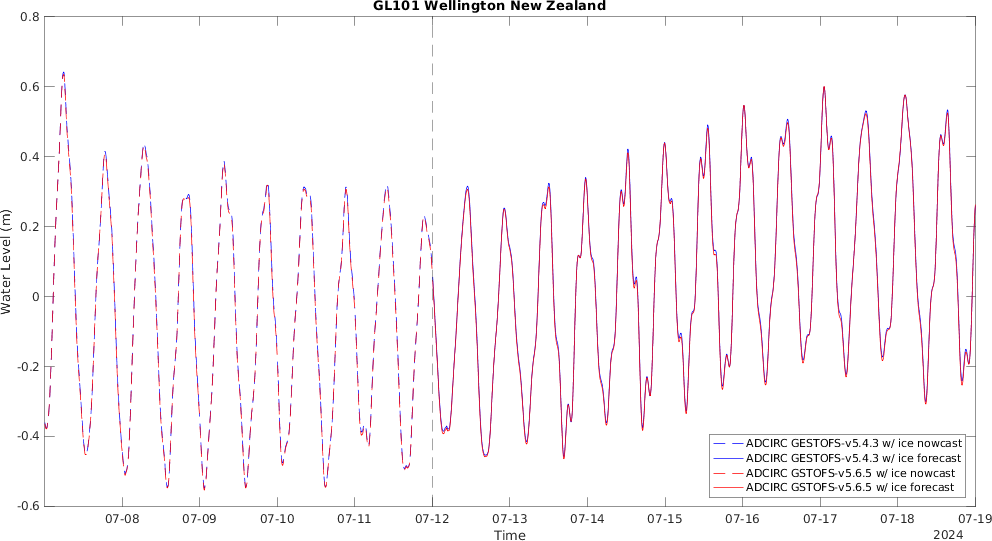 GL101 Wellington New Zealand
Water Level (m)
0.8
0.6
0.4
0.2
0
-0.2
-0.4
-0.6
ADCIRC GESTOFS-v5.4.3 w/ ice nowcast
ADCIRC GESTOFS-v5.4.3 w/ ice forecast
ADCIRC GSTOFS-v5.6.5 w/ ice nowcast
ADCIRC GSTOFS-v5.6.5 w/ ice forecast
07-08 07-09 07-10 07-11 07-12 07-13 07-14 07-15 07-16 07-17 07-18 07-19
Time
2024